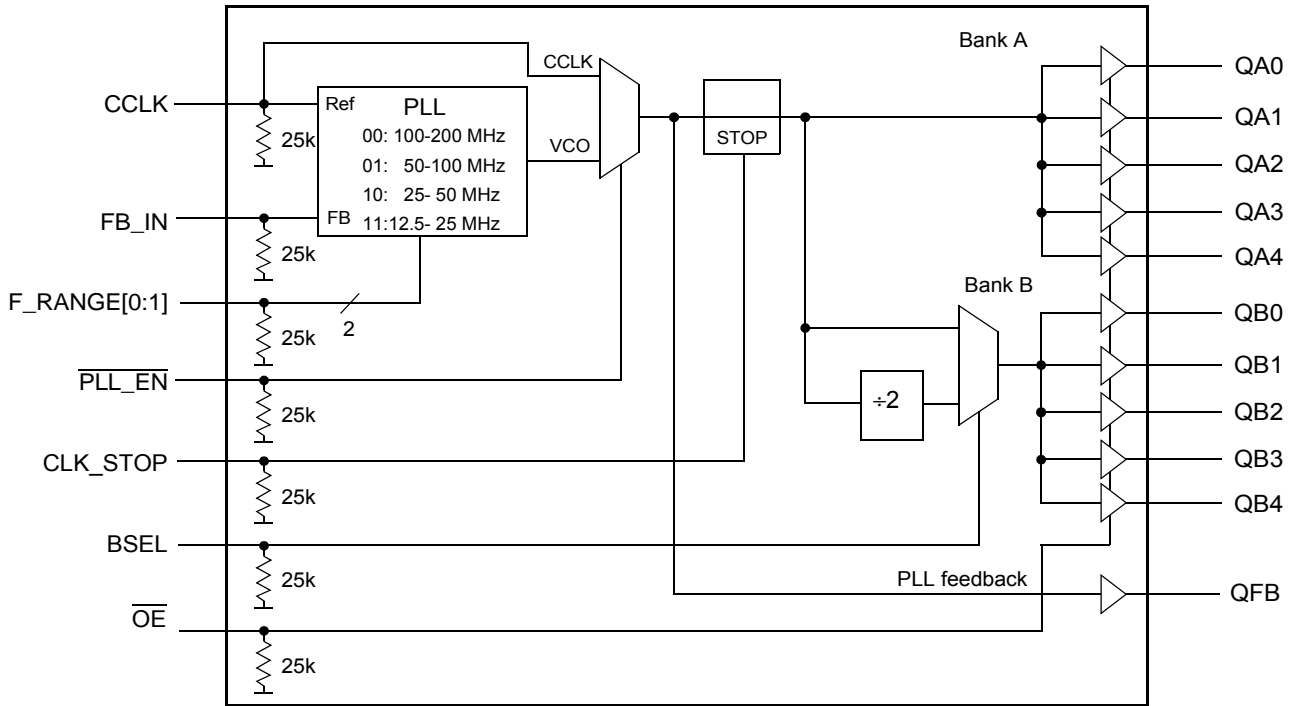 Bank A
QA0
CCLK
CCLK
Ref
PLL
25k
00: 100-200 MHz
VCO
STOP
QA1
01: 50-100 MHz
QA2
10: 25- 50 MHz
FB_IN
FB
11:12.5- 25 MHz
QA3
25k
QA4
Bank B
F_RANGE[0:1]
2
25k
QB0
PLL_EN
QB1
25k
÷2
QB2
CLK_STOP
QB3
25k
QB4
BSEL
25k
PLL feedback
QFB
OE
25k